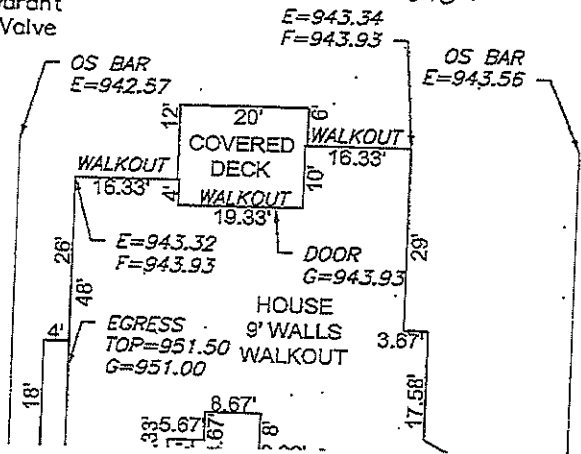 Valve
E=943.34
F=943.93
OS BAR
E=942.57
OS BAR
E=943.56
12'
20'
6'
COVERED
DECK
WALKOUT
16.33'
WALKOUT
16.33'
4'
10'
WALKOUT
19.33'
E=943.32
F=943.93
DOOR
G=943.93
26'
48'
29'
HOUSE
9' WALLS
WALKOUT
EGRESS
TOP=951.50
G=951.00
4'
18'
3.67'
17.58'
8.67'
5.67'
8'